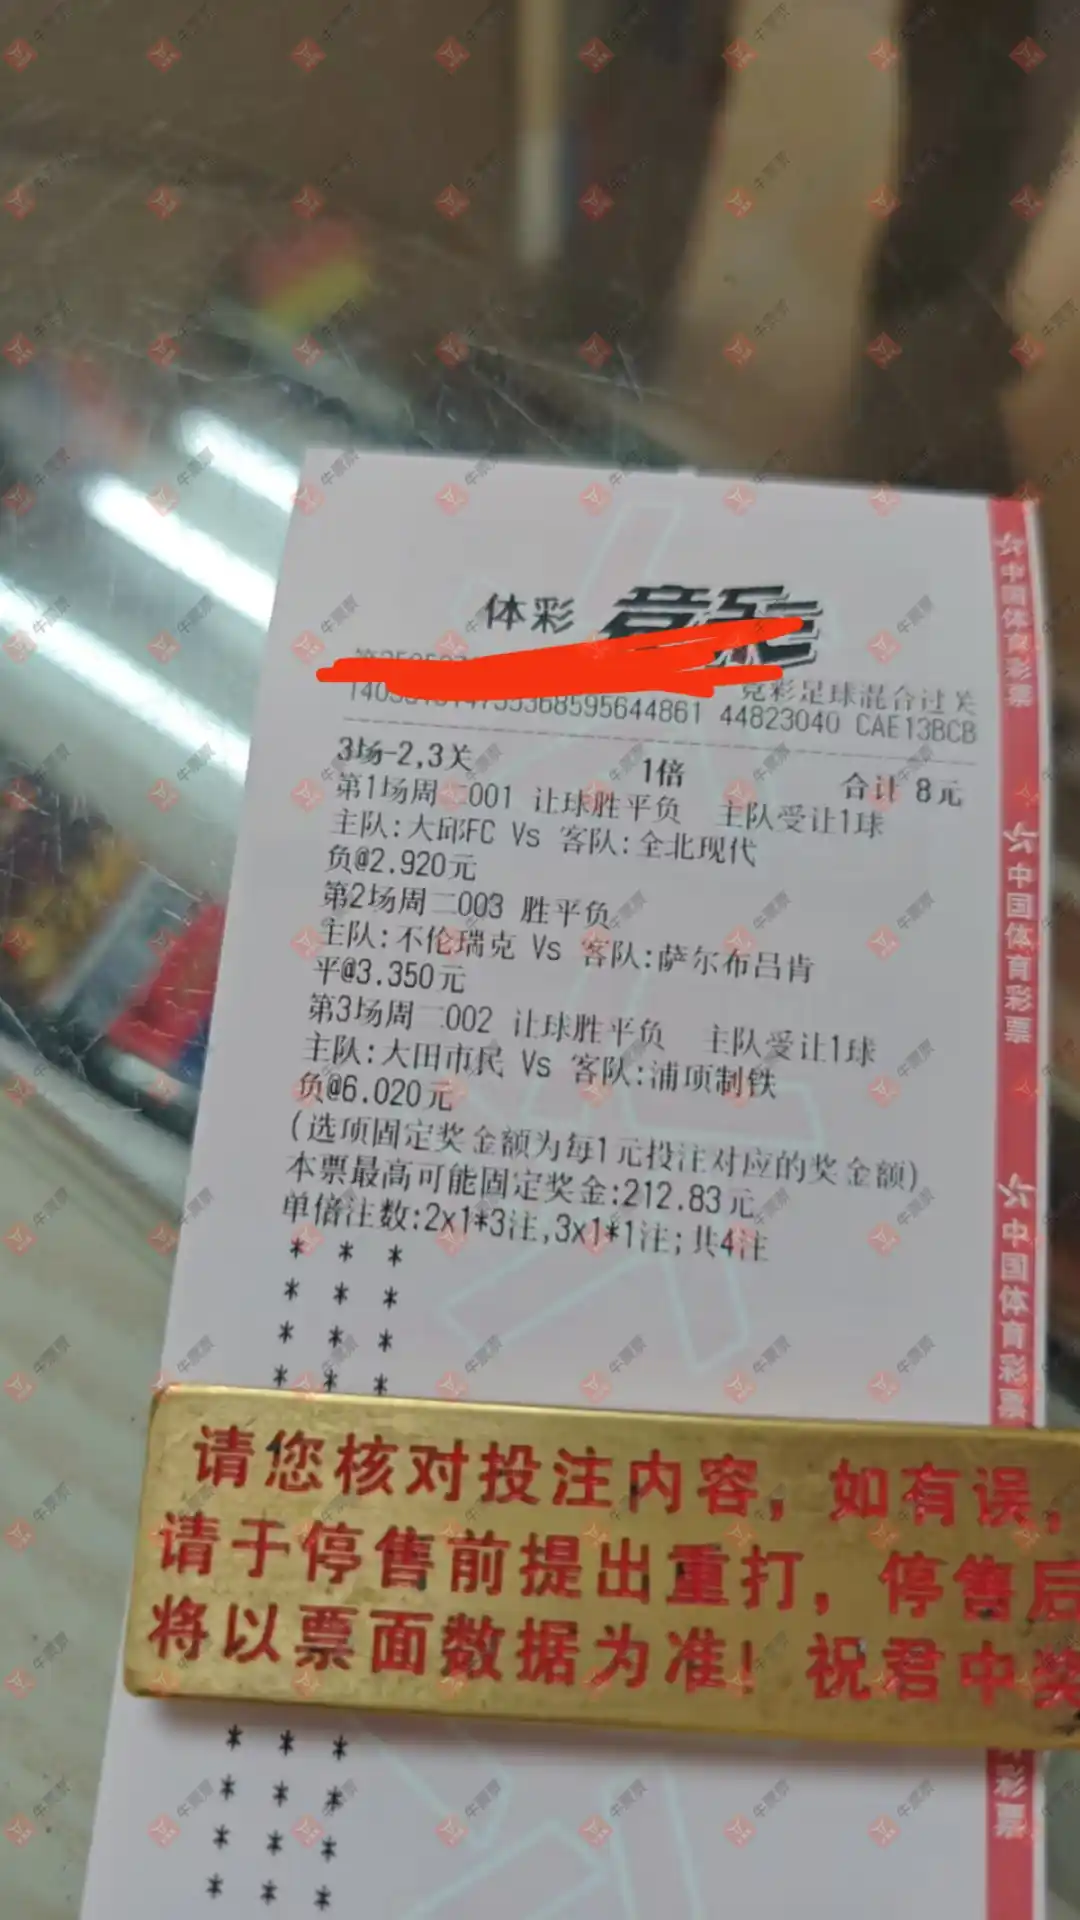 体彩 竞彩
竞彩足球混合过关
44823040 CAE13BCB
3场-2,3关 1倍 合计 8元
第1场周二001 让球胜平负 主队受让1球
主队:大邱FC Vs 客队:全北现代
负@2.920元
第2场周二003 胜平负
主队:不伦瑞克 Vs 客队:萨尔布吕肯
平@3.350元
第3场周二002 让球胜平负 主队受让1球
主队:大田市民 Vs 客队:浦项制铁
负@6.020元
(选项固定奖金额为每1元投注对应的奖金额)
本票最高可能固定奖金:212.83元
单倍注数:2x1*3注,3x1*1注;共4注
* * *
* * *
* * *
* * *
请您核对投注内容，如有误，
请于停售前提出重打，停售后
将以票面数据为准！祝君中奖
* * *
* * *
* * *
* * *
中国体育彩票
中国体育彩票
中国体育彩票
彩票
牛票票